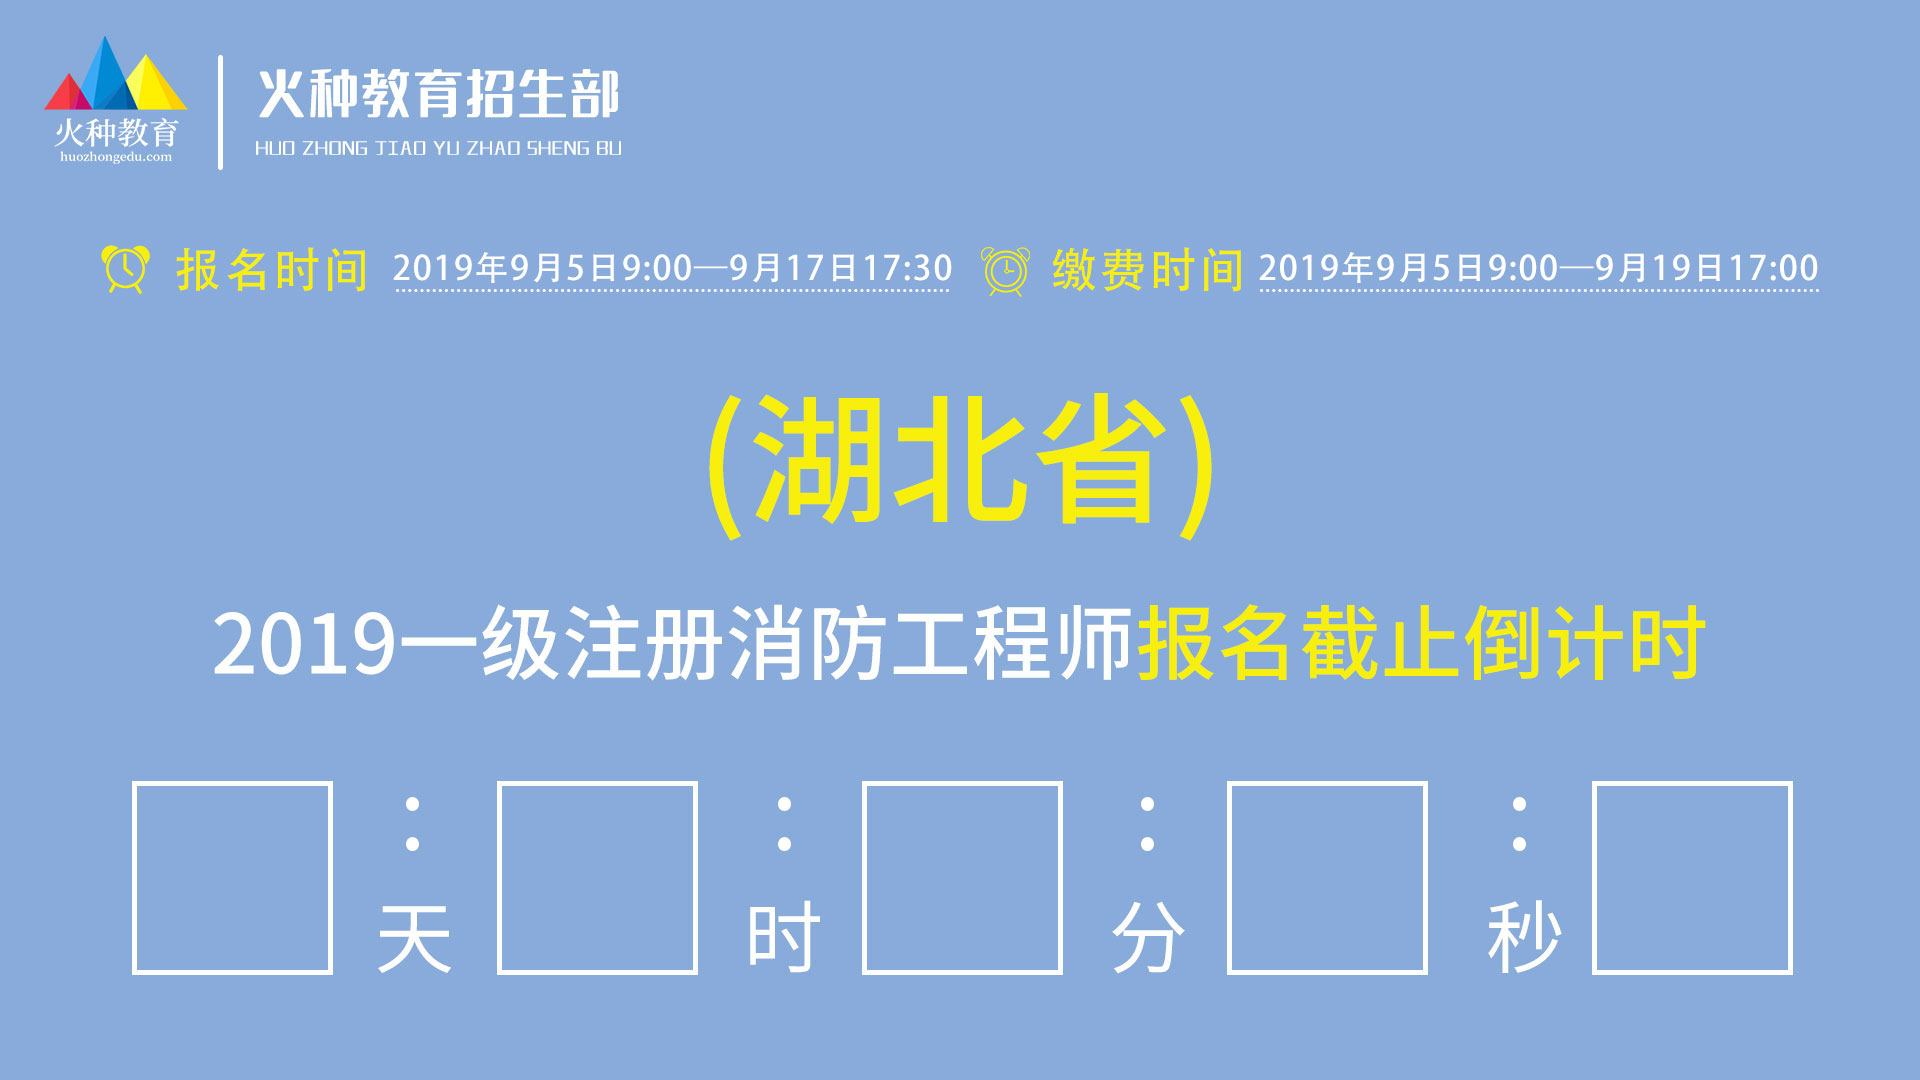 火种教育
huozhongedu.com
火种教育招生部
HUO ZHONG JIAO YU ZHAO SHENG BU
报名时间 2019年9月5日9:00—9月17日17:30 缴费时间 2019年9月5日9:00—9月19日17:00
(湖北省)
2019一级注册消防工程师报名截止倒计时
: : : :
天 时 分 秒